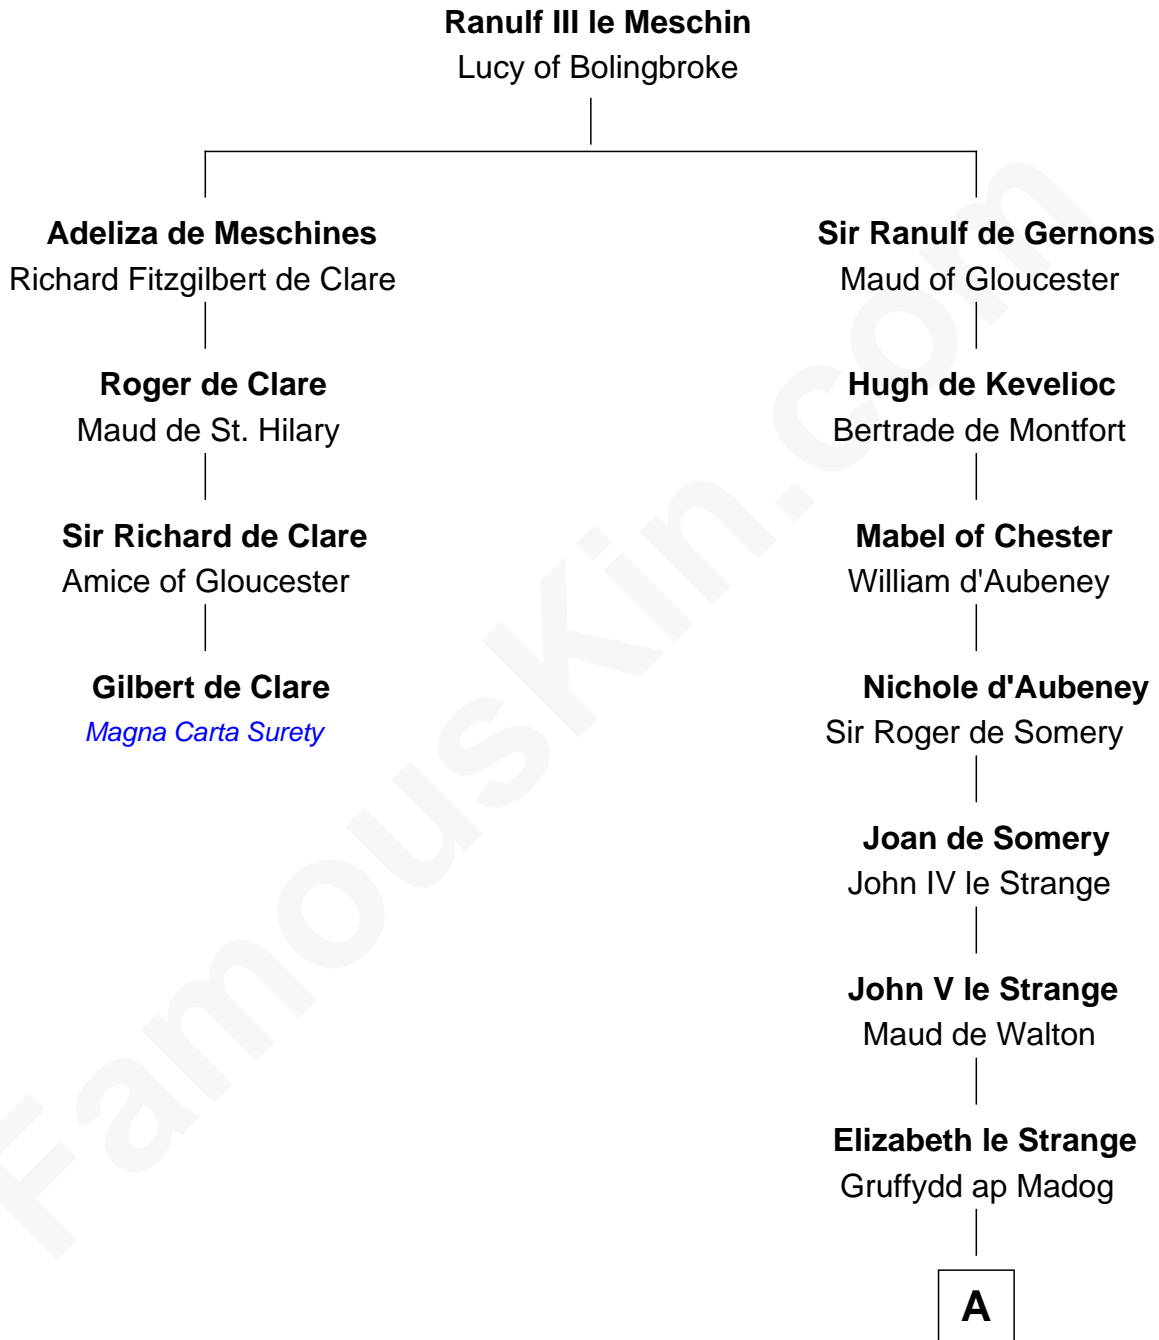 Ranulf III le Meschin
Lucy of Bolingbroke
Adeliza de Meschines
Richard Fitzgilbert de Clare
Roger de Clare
Maud de St. Hilary
Sir Richard de Clare
Amice of Gloucester
Gilbert de Clare
Magna Carta Surety
Sir Ranulf de Gernons
Maud of Gloucester
Hugh de Kevelioc
Bertrade de Montfort
Mabel of Chester
William d'Aubeney
Nichole d'Aubeney
Sir Roger de Somery
Joan de Somery
John IV le Strange
John V le Strange
Maud de Walton
Elizabeth le Strange
Gruffydd ap Madog
A
FamousKin.com